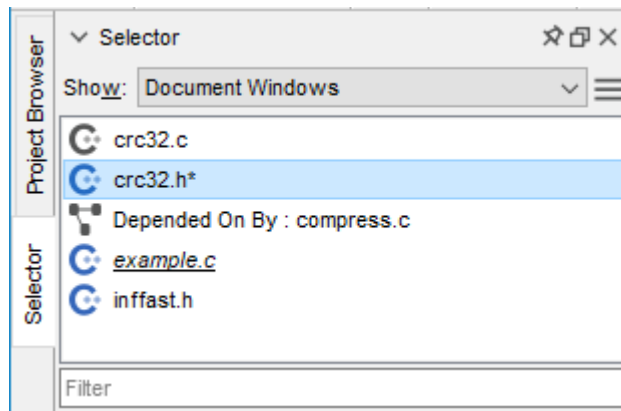 Project Browser
Selector
Selector
Show: Document Windows
crc32.c
crc32.h*
Depended On By : compress.c
example.c
inffast.h
Filter